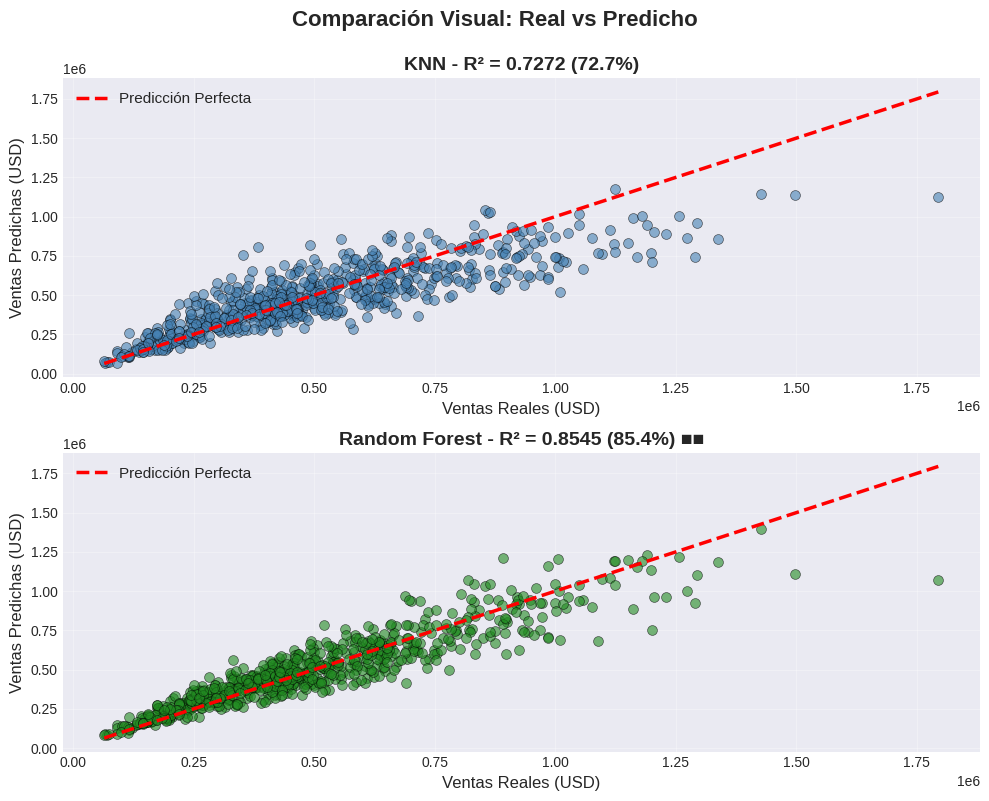 Comparación Visual: Real vs Predicho
KNN - R² = 0.7272 (72.7%)
1e6
Predicción Perfecta
1.75
1.50
1.25
1.00
0.75
0.50
0.25
0.00
Ventas Predichas (USD)
0.00 0.25 0.50 0.75 1.00 1.25 1.50 1.75
1e6
Ventas Reales (USD)
Random Forest - R² = 0.8545 (85.4%) ■■
1e6
Predicción Perfecta
1.75
1.50
1.25
1.00
0.75
0.50
0.25
0.00
Ventas Predichas (USD)
0.00 0.25 0.50 0.75 1.00 1.25 1.50 1.75
1e6
Ventas Reales (USD)